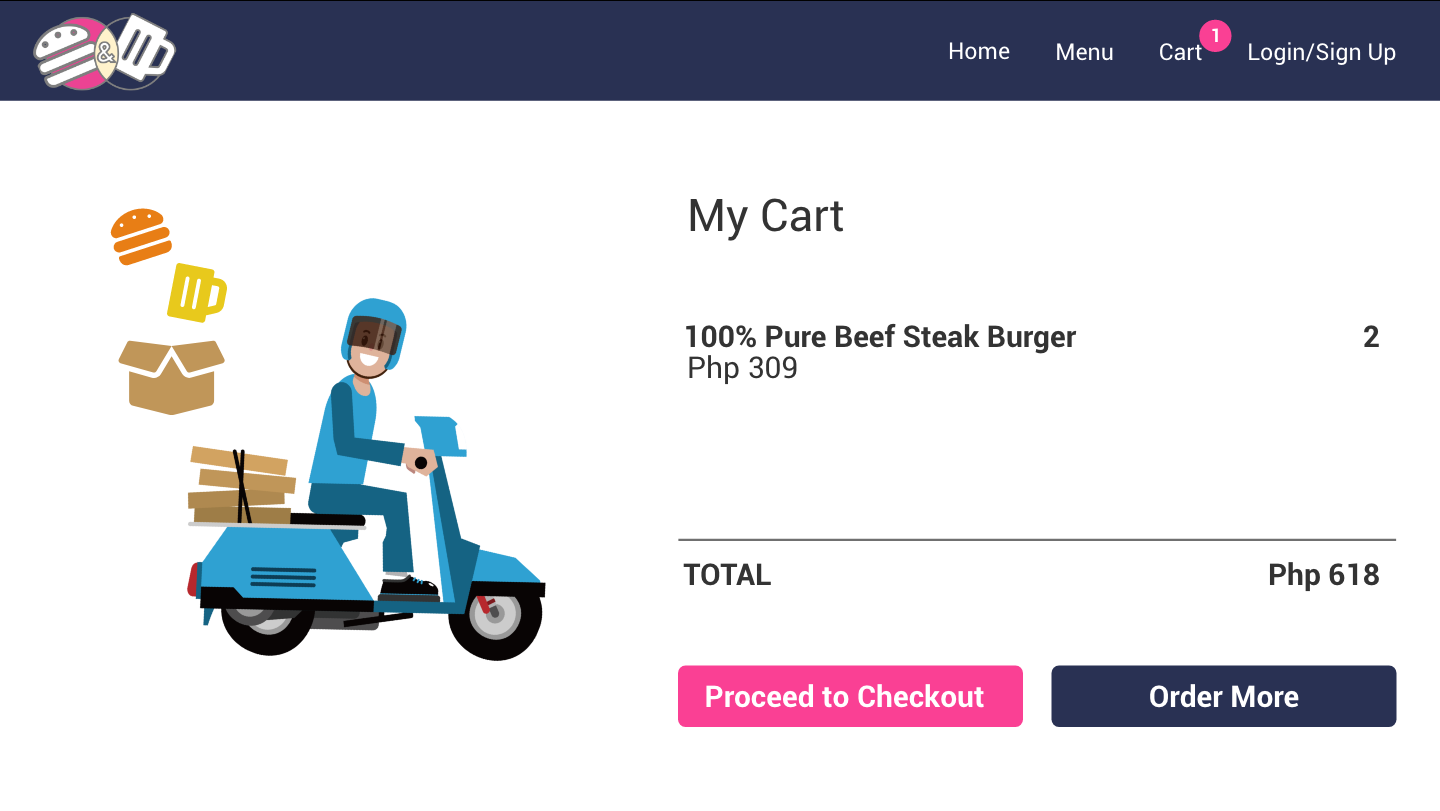 &
Home Menu Cart 1 Login/Sign Up
My Cart
100% Pure Beef Steak Burger 2
Php 309
TOTAL Php 618
Proceed to Checkout Order More